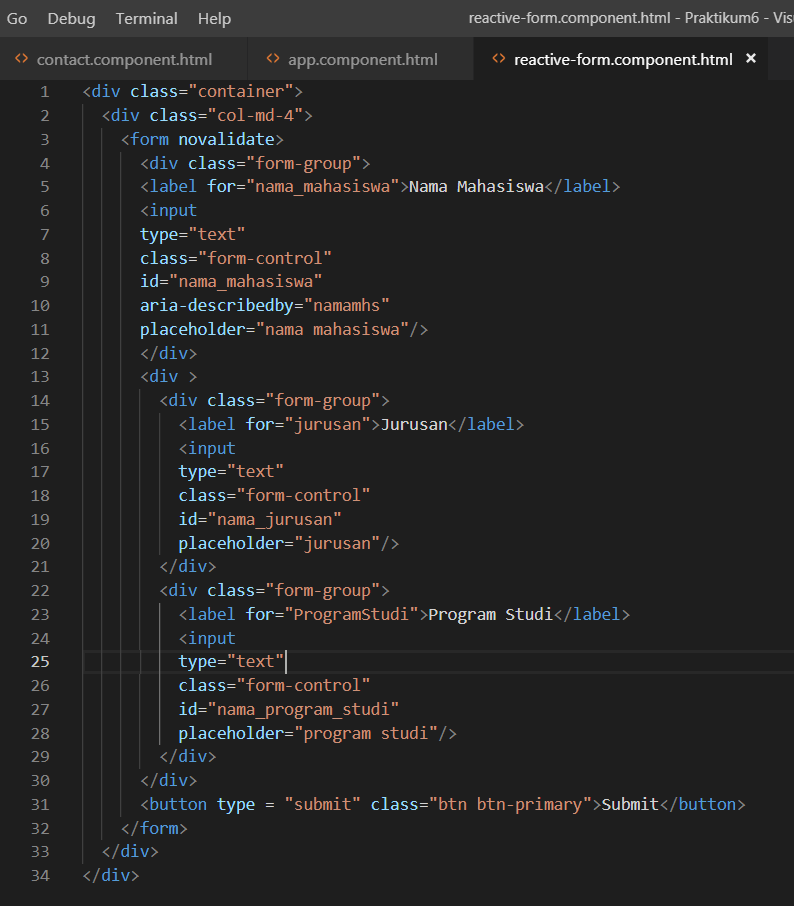 Go Debug Terminal Help reactive-form.component.html - Praktikum6 - Vis
<> contact.component.html <> app.component.html <> reactive-form.component.html ×
1 <div class="container">
2 <div class="col-md-4">
3 <form novalidate>
4 <div class="form-group">
5 <label for="nama_mahasiswa">Nama Mahasiswa</label>
6 <input
7 type="text"
8 class="form-control"
9 id="nama_mahasiswa"
10 aria-describedby="namamhs"
11 placeholder="nama mahasiswa"/>
12 </div>
13 <div >
14 <div class="form-group">
15 <label for="jurusan">Jurusan</label>
16 <input
17 type="text"
18 class="form-control"
19 id="nama_jurusan"
20 placeholder="jurusan"/>
21 </div>
22 <div class="form-group">
23 <label for="ProgramStudi">Program Studi</label>
24 <input
25 type="text"
26 class="form-control"
27 id="nama_program_studi"
28 placeholder="program studi"/>
29 </div>
30 </div>
31 <button type = "submit" class="btn btn-primary">Submit</button>
32 </form>
33 </div>
34 </div>